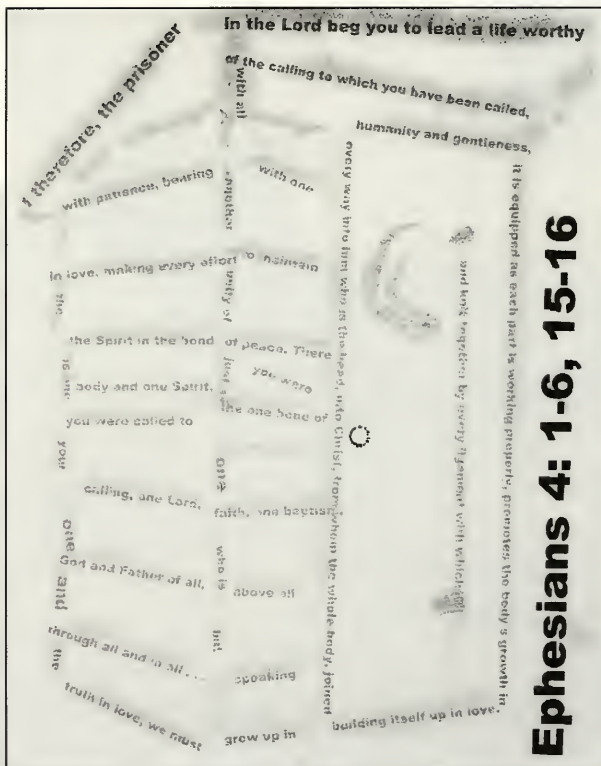 I therefore, the prisoner
in the Lord beg you to lead a life worthy
of the calling to which you have been called,
with all
humanity and gentleness,
with patience, bearing
with one
another
in love, making every effort to maintain
the
unity of
the Spirit in the bond of peace. There
is one
body and one Spirit,
just
you were
you were called to
the one hope of
your
one
calling, one Lord,
faith, one baptism,
one
God and Father of all,
who is
above all
and
through all and in all . . .
but
speaking
the
truth in love, we must
grow up in
every way into him who is the head, into Christ, from whom the whole body, joined
and knit together by every ligament with which
it is equipped as each part is working properly, promotes the body's growth in
building itself up in love.
Ephesians 4: 1-6, 15-16